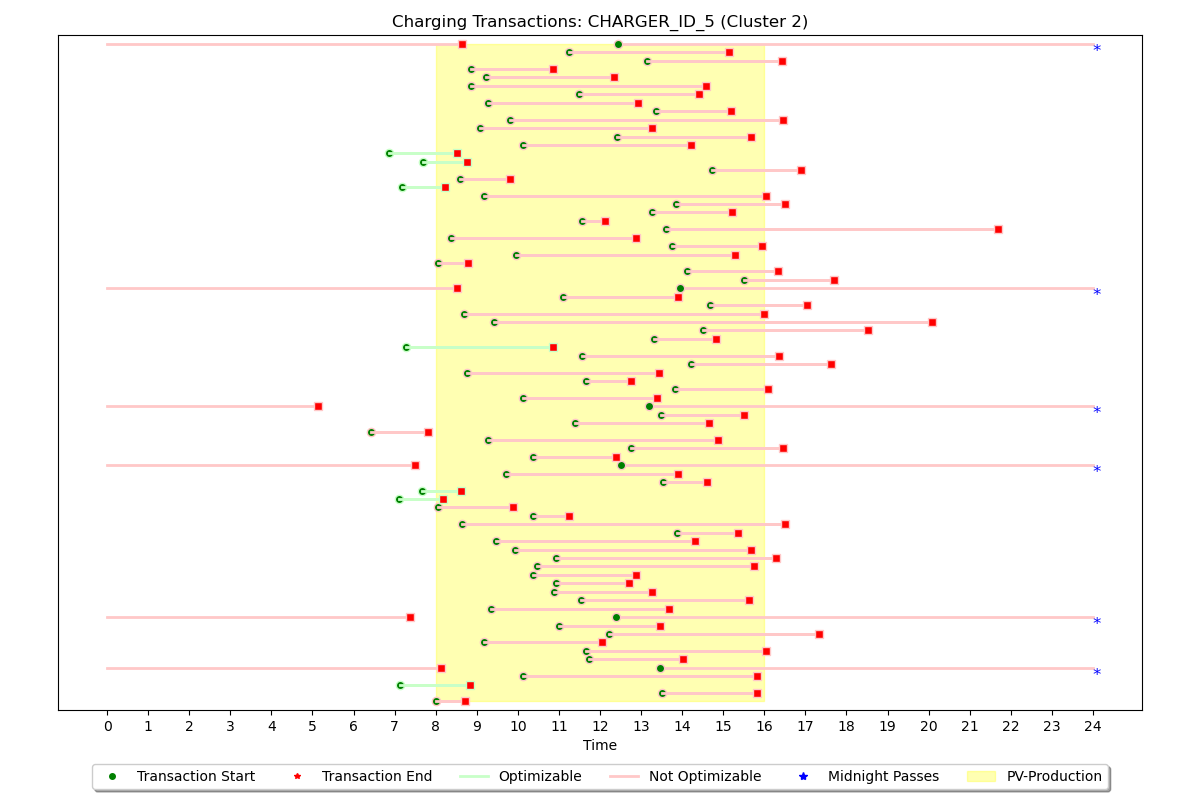 Charging Transactions: CHARGER_ID_5 (Cluster 2)
0 1 2 3 4 5 6 7 8 9 10 11 12 13 14 15 16 17 18 19 20 21 22 23 24
Time
Transaction Start Transaction End Optimizable Not Optimizable Midnight Passes PV-Production